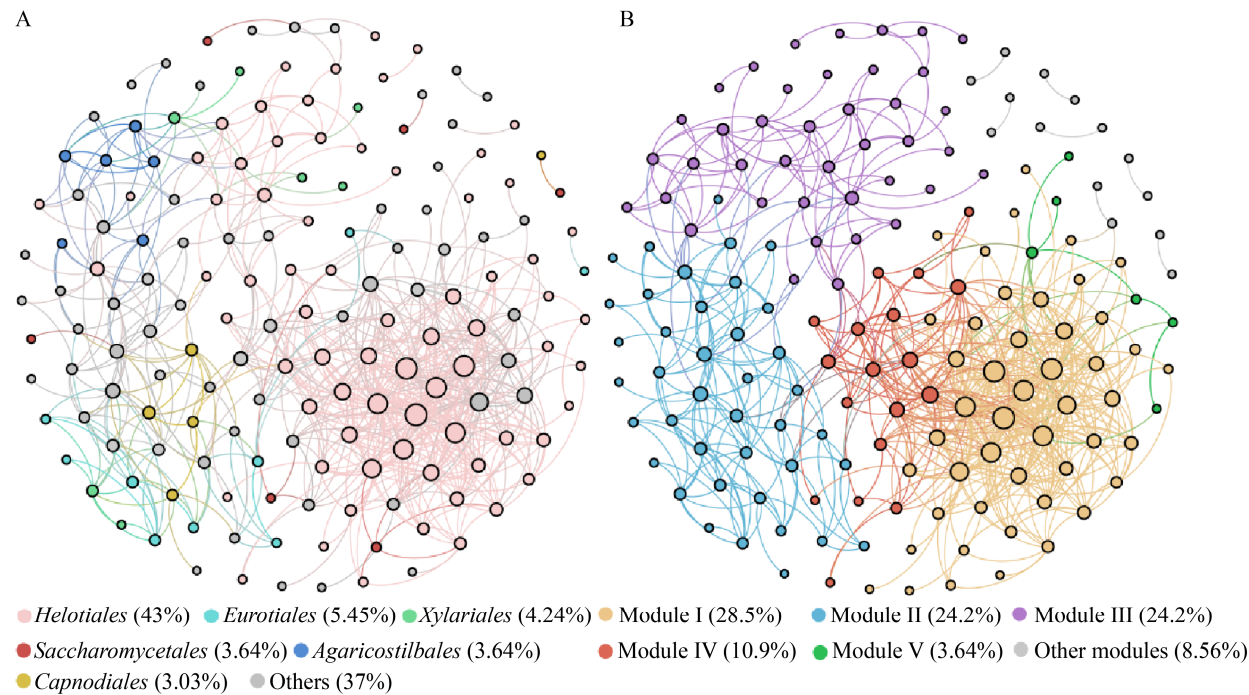 A B
Helotiales (43%) Eurotiales (5.45%) Xylariales (4.24%) Module I (28.5%) Module II (24.2%) Module III (24.2%)
Saccharomycetales (3.64%) Agaricostilbales (3.64%) Module IV (10.9%) Module V (3.64%) Other modules (8.56%)
Capnodiales (3.03%) Others (37%)